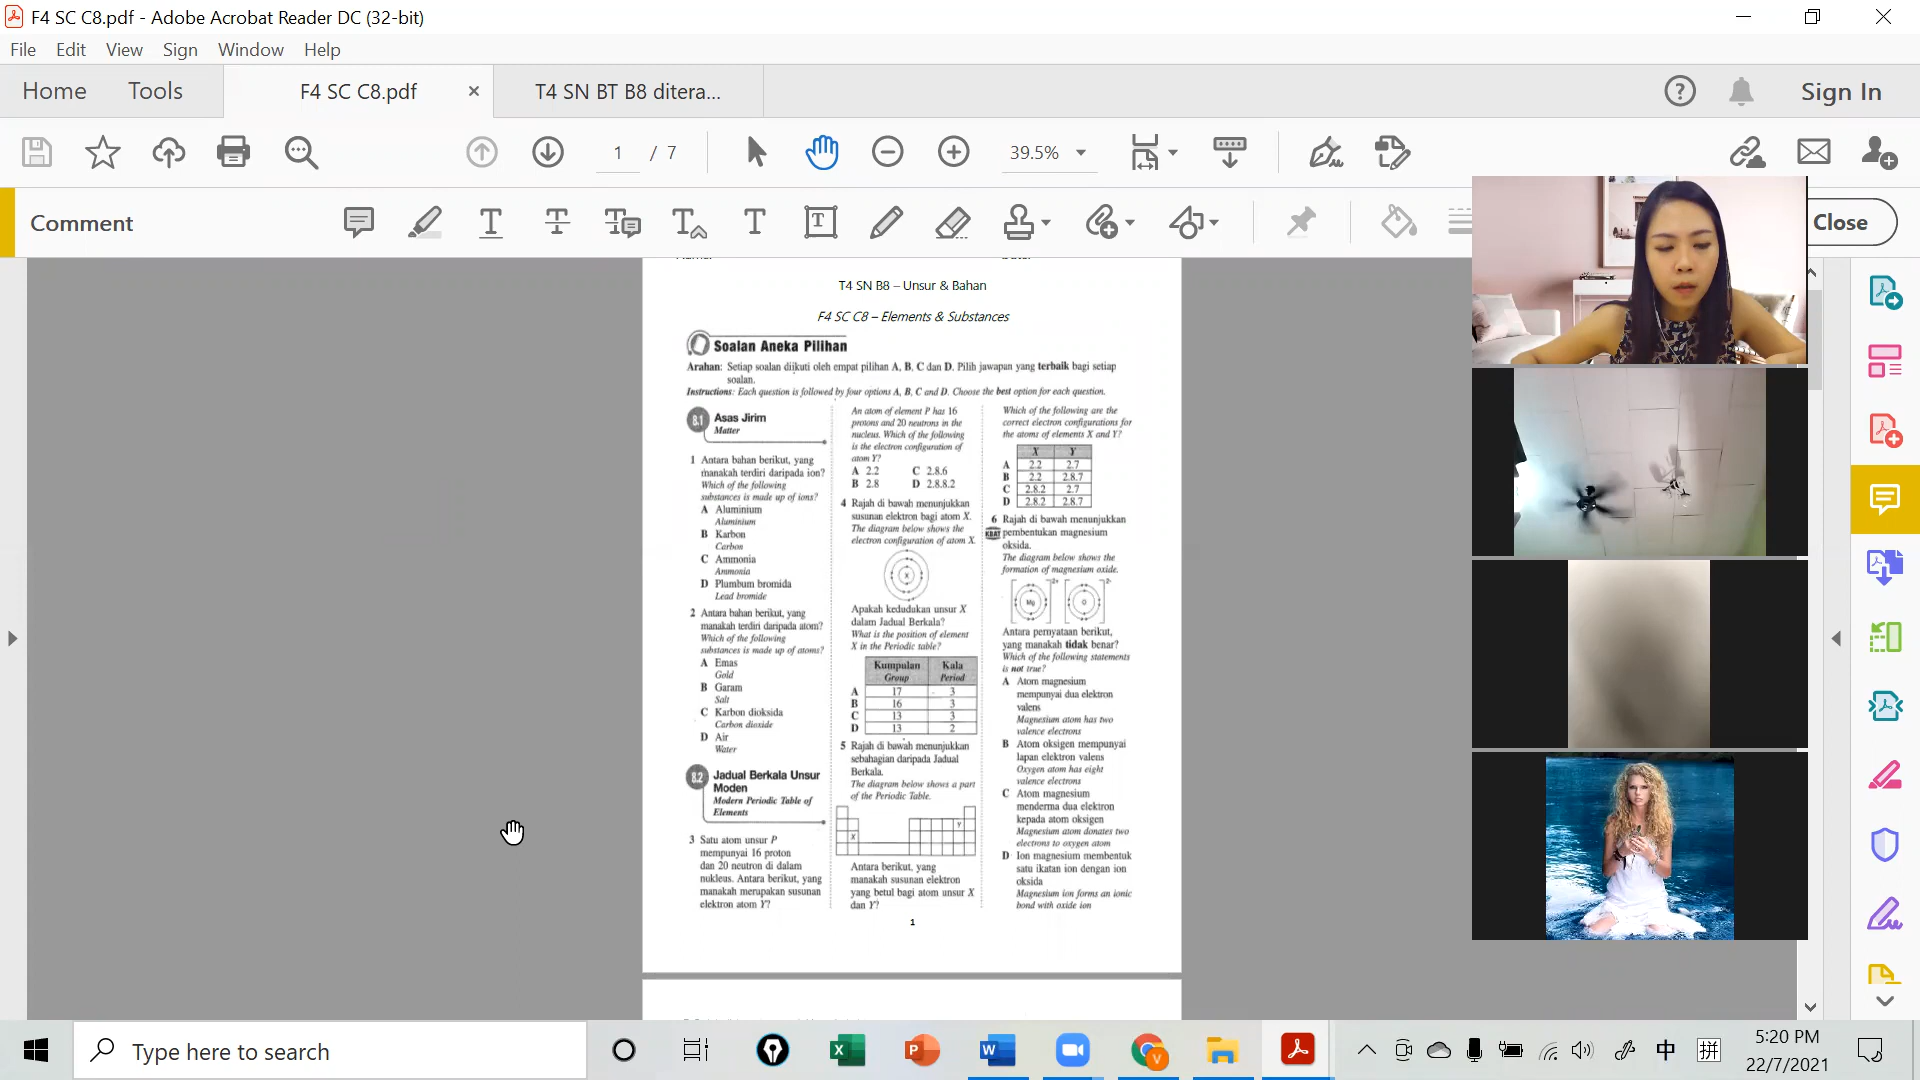 F4 SC C8.pdf - Adobe Acrobat Reader DC (32-bit)
File Edit View Sign Window Help
Home Tools F4 SC C8.pdf × T4 SN BT B8 ditera... Sign In
1 / 7 39.5%
Comment Close
T4 SN B8 – Unsur & Bahan
F4 SC C8 – Elements & Substances
Soalan Aneka Pilihan
Arahan: Setiap soalan diikuti oleh empat pilihan A, B, C dan D. Pilih jawapan yang terbaik bagi setiap
soalan.
Instructions: Each question is followed by four options A, B, C and D. Choose the best option for each question.
8.1 Asas Jirim
Matter
1 Antara bahan berikut, yang
manakah terdiri daripada ion?
Which of the following
substances is made up of ions?
A Aluminium
Aluminium
B Karbon
Carbon
C Ammonia
Ammonia
D Plumbum bromida
Lead bromide
2 Antara bahan berikut, yang
manakah terdiri daripada atom?
Which of the following
substances is made up of atoms?
A Emas
Gold
B Garam
Salt
C Karbon dioksida
Carbon dioxide
D Air
Water
8.2 Jadual Berkala Unsur
Moden
Modern Periodic Table of
Elements
3 Satu atom unsur P
mempunyai 16 proton
dan 20 neutron di dalam
nukleus. Antara berikut, yang
manakah merupakan susunan
elektron atom Y?
An atom of element P has 16
protons and 20 neutrons in the
nucleus. Which of the following
is the electron configuration of
atom Y?
A 2.2 C 2.8.6
B 2.8 D 2.8.8.2
4 Rajah di bawah menunjukkan
susunan elektron bagi atom X.
The diagram below shows the
electron configuration of atom X.
X
Apakah kedudukan unsur X
dalam Jadual Berkala?
What is the position of element
X in the Periodic table?
Kumpulan Kala
Group Period
A 17 3
B 16 3
C 13 3
D 13 2
5 Rajah di bawah menunjukkan
sebahagian daripada Jadual
Berkala.
The diagram below shows a part
of the Periodic Table.
Y
X
Antara berikut, yang
manakah susunan elektron
yang betul bagi atom unsur X
dan Y?
Which of the following are the
correct electron configurations for
the atoms of elements X and Y?
X Y
A 2.2 2.7
B 2.2 2.8.7
C 2.8.2 2.7
D 2.8.2 2.8.7
6 Rajah di bawah menunjukkan
KBAT pembentukan magnesium
oksida.
The diagram below shows the
formation of magnesium oxide.
2+ 2-
Mg O
Antara pernyataan berikut,
yang manakah tidak benar?
Which of the following statements
is not true?
A Atom magnesium
mempunyai dua elektron
valens
Magnesium atom has two
valence electrons
B Atom oksigen mempunyai
lapan elektron valens
Oxygen atom has eight
valence electrons
C Atom magnesium
menderma dua elektron
kepada atom oksigen
Magnesium atom donates two
electrons to oxygen atom
D Ion magnesium membentuk
satu ikatan ion dengan ion
oksida
Magnesium ion forms an ionic
bond with oxide ion
1
Type here to search
中 拼
5:20 PM
22/7/2021